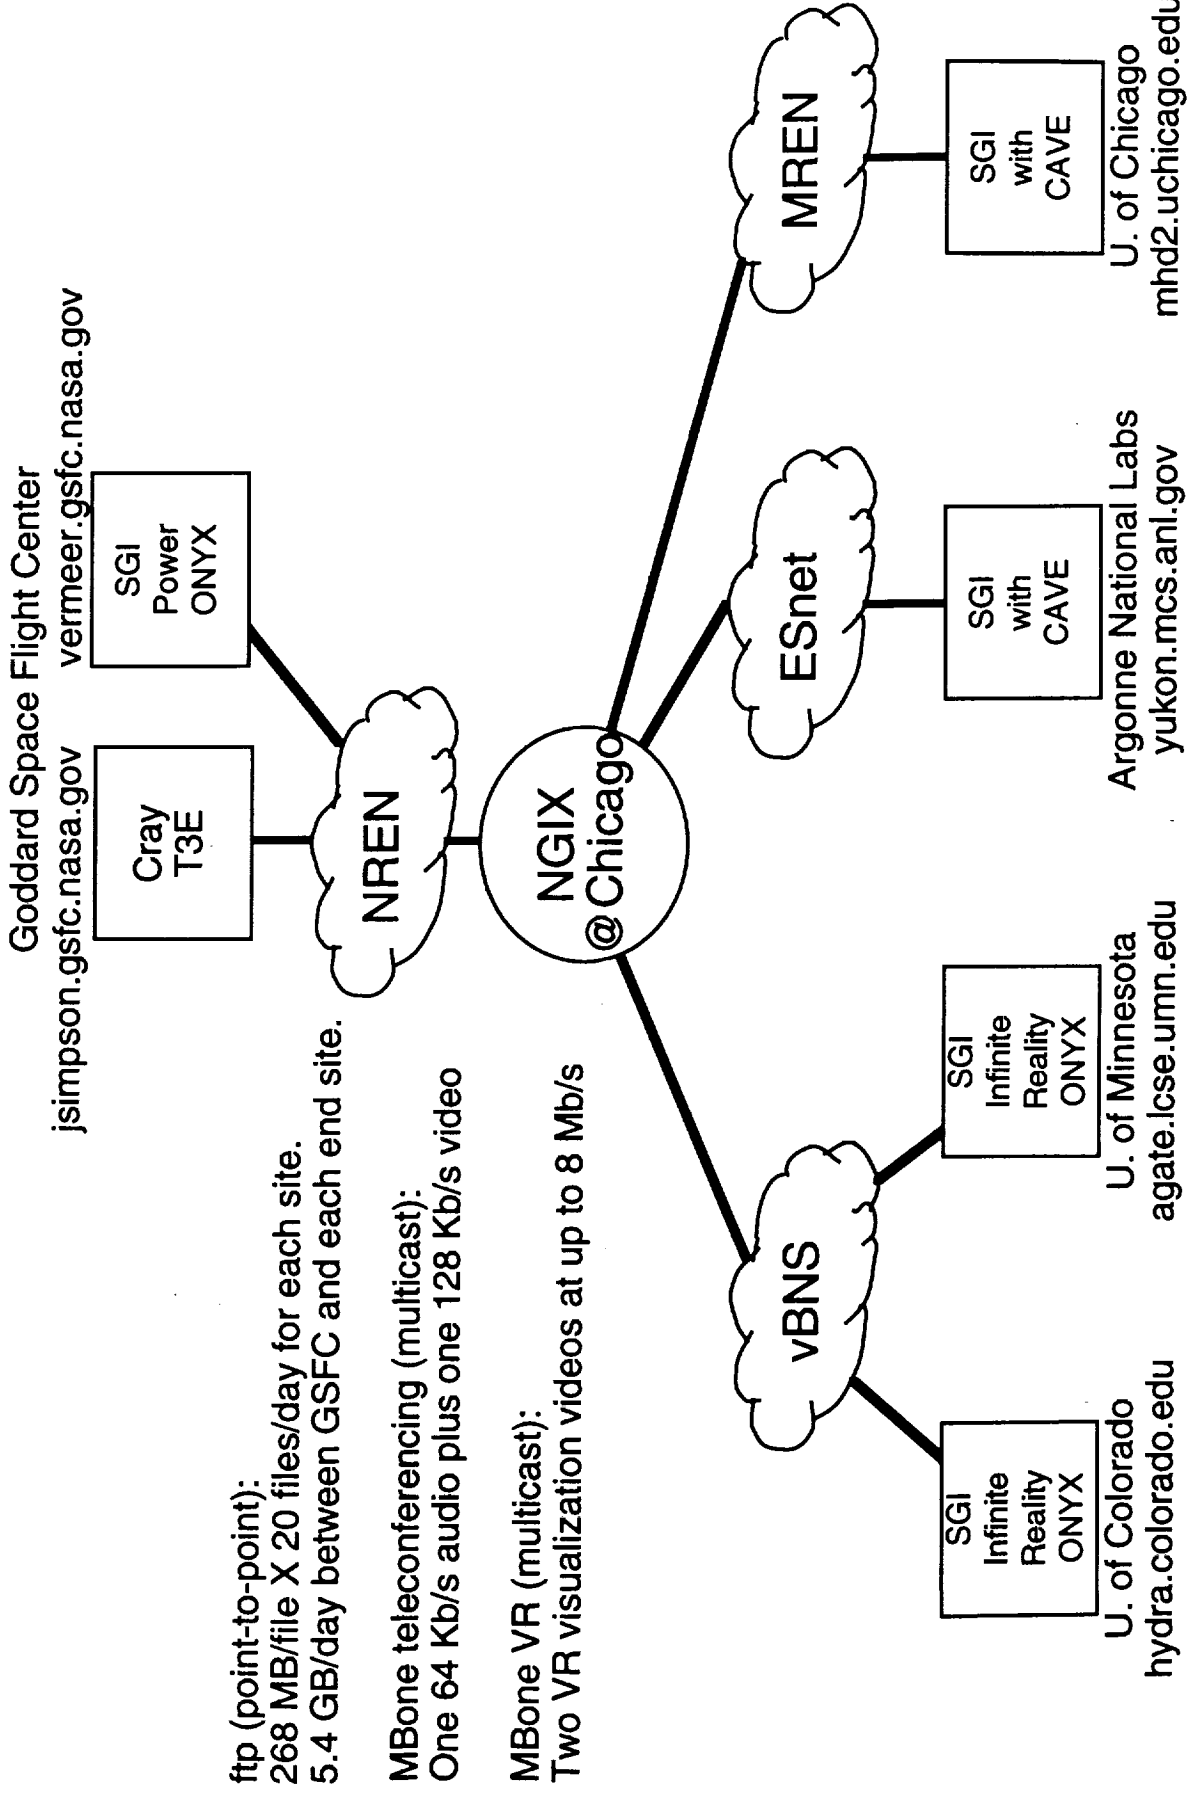 Goddard Space Flight Center
jsimpson.gsfc.nasa.gov
vermeer.gsfc.nasa.gov
Cray
T3E
SGI
Power
ONYX
ftp (point-to-point):
268 MB/file X 20 files/day for each site.
5.4 GB/day between GSFC and each end site.
NREN
MBone teleconferencing (multicast):
One 64 Kb/s audio plus one 128 Kb/s video
NGIX
@Chicago
MBone VR (multicast):
Two VR visualization videos at up to 8 Mb/s
vBNS
ESnet
MREN
SGI
Infinite
Reality
ONYX
SGI
Infinite
Reality
ONYX
SGI
with
CAVE
SGI
with
CAVE
U. of Colorado
hydra.colorado.edu
U. of Minnesota
agate.lcse.umn.edu
Argonne National Labs
yukon.mcs.anl.gov
U. of Chicago
mhd2.uchicago.edu